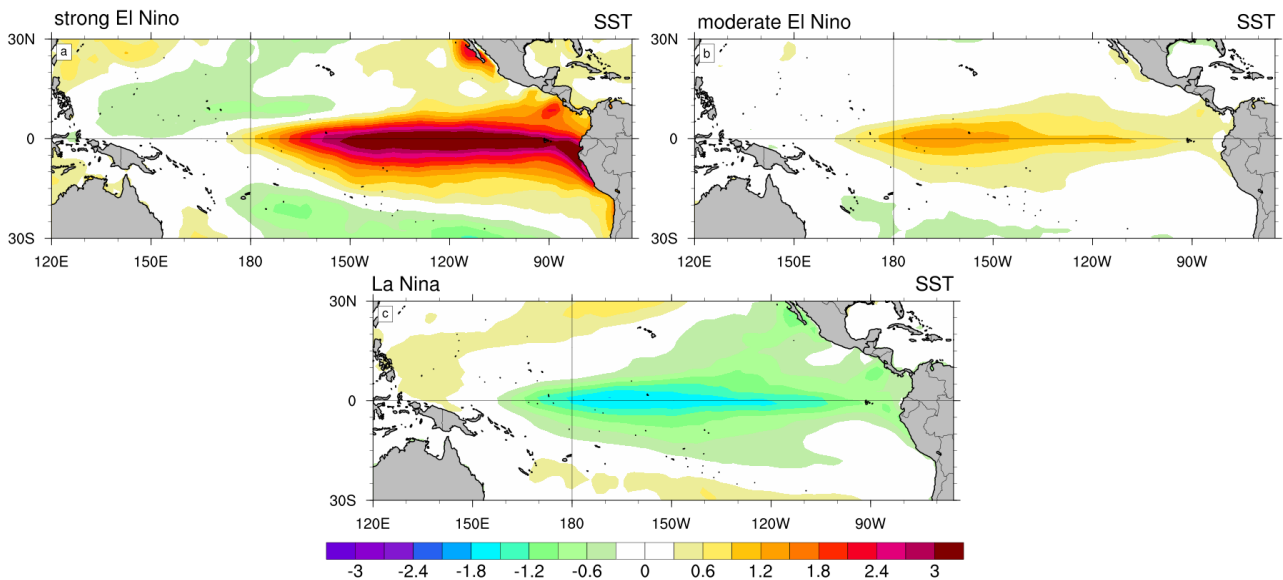 strong El Nino SST
30N
a
0
30S
120E 150E 180 150W 120W 90W
moderate El Nino SST
30N
b
0
30S
120E 150E 180 150W 120W 90W
La Nina SST
30N
c
0
30S
120E 150E 180 150W 120W 90W
-3 -2.4 -1.8 -1.2 -0.6 0 0.6 1.2 1.8 2.4 3